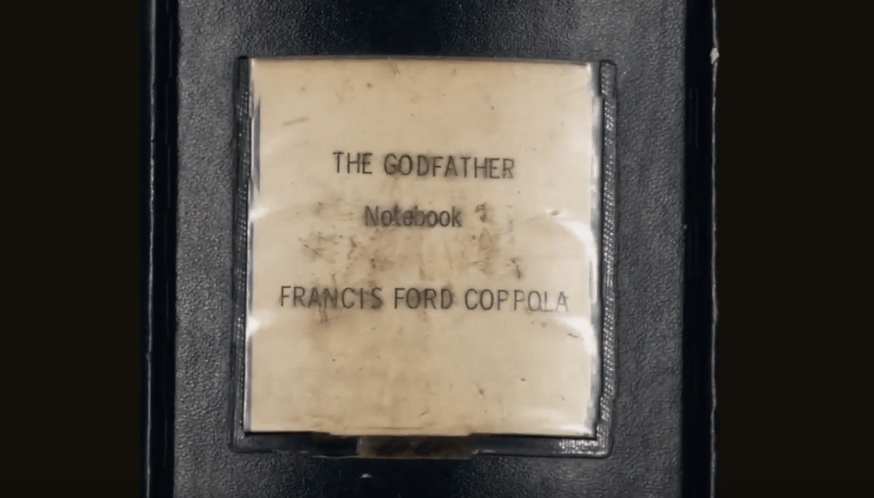 THE GODFATHER
Notebook
FRANCIS FORD COPPOLA